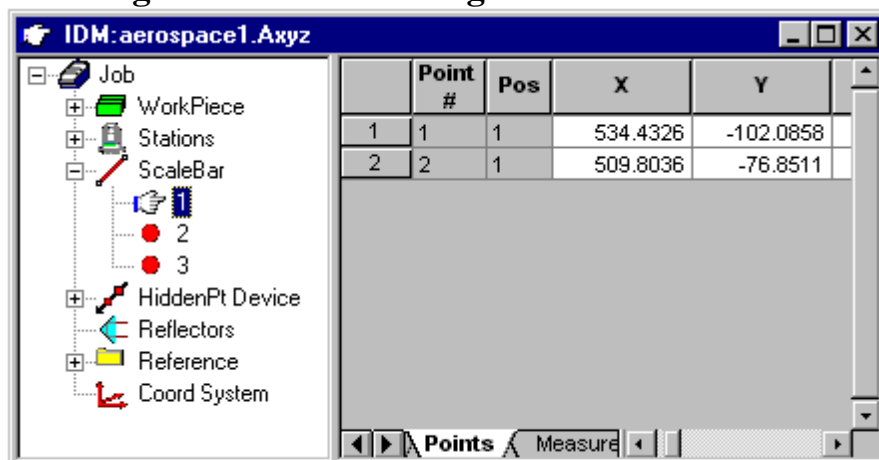 IDM:aerospace1.Axyz
Job
WorkPiece
Stations
ScaleBar
1
2
3
HiddenPt Device
Reflectors
Reference
Coord System
Point # Pos X Y
1 1 1 534.4326 -102.0858
2 2 1 509.8036 -76.8511
Points Measure